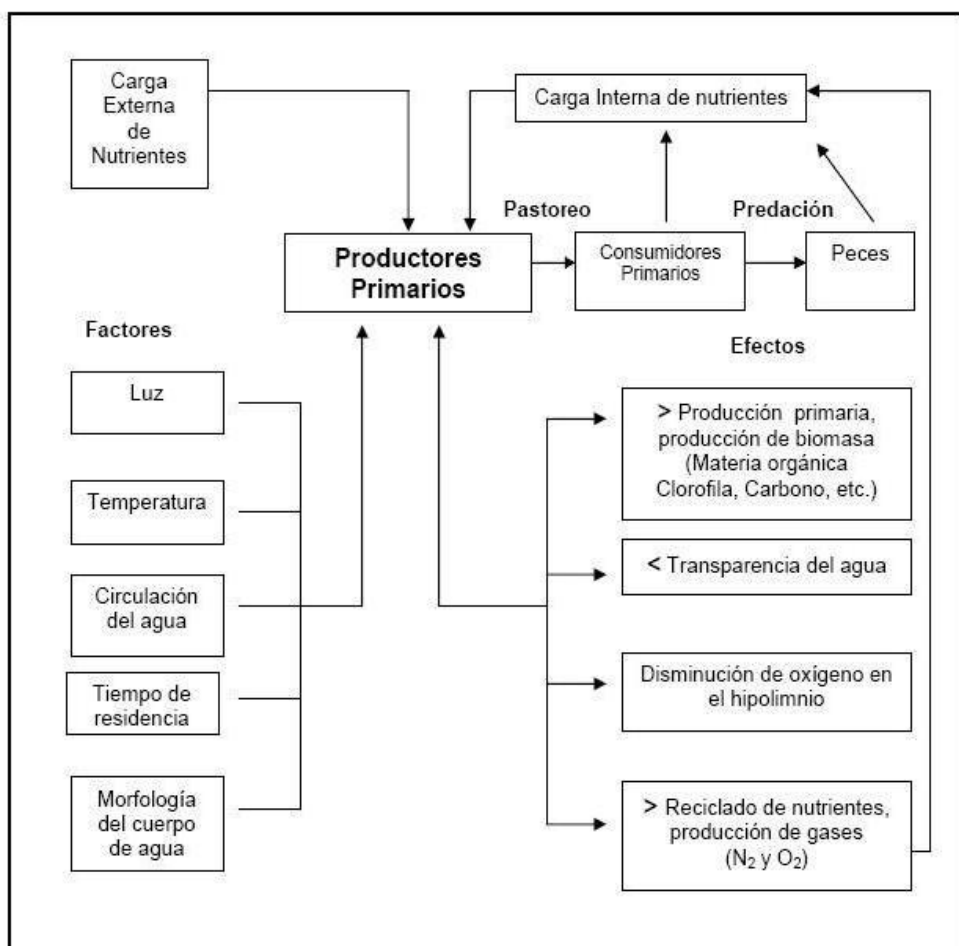 Carga
Externa
de
Nutrientes
Carga Interna de nutrientes
Pastoreo
Predación
Productores
Primarios
Consumidores
Primarios
Peces
Factores
Luz
Temperatura
Circulación
del agua
Tiempo de
residencia
Morfología
del cuerpo
de agua
Efectos
> Producción primaria,
producción de biomasa
(Materia orgánica
Clorofila, Carbono, etc.)
< Transparencia del agua
Disminución de oxígeno en
el hipolimnio
> Reciclado de nutrientes,
producción de gases
(N₂ y O₂)